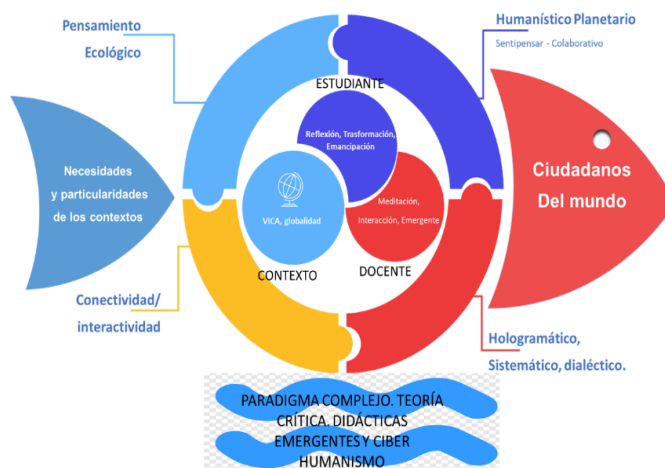 Pensamiento
Ecológico
Humanístico Planetario
Sentipensar - Colaborativo
ESTUDIANTE
Reflexión, Trasformación,
Emancipación
Necesidades
y particularidades
de los contextos
VICA, globalidad
Meditación,
Interacción, Emergente
Ciudadanos
Del mundo
CONTEXTO
DOCENTE
Conectividad/
interactividad
Hologramático,
Sistemático, dialéctico.
PARADIGMA COMPLEJO. TEORÍA
CRÍTICA. DIDÁCTICAS
EMERGENTES Y CIBER
HUMANISMO